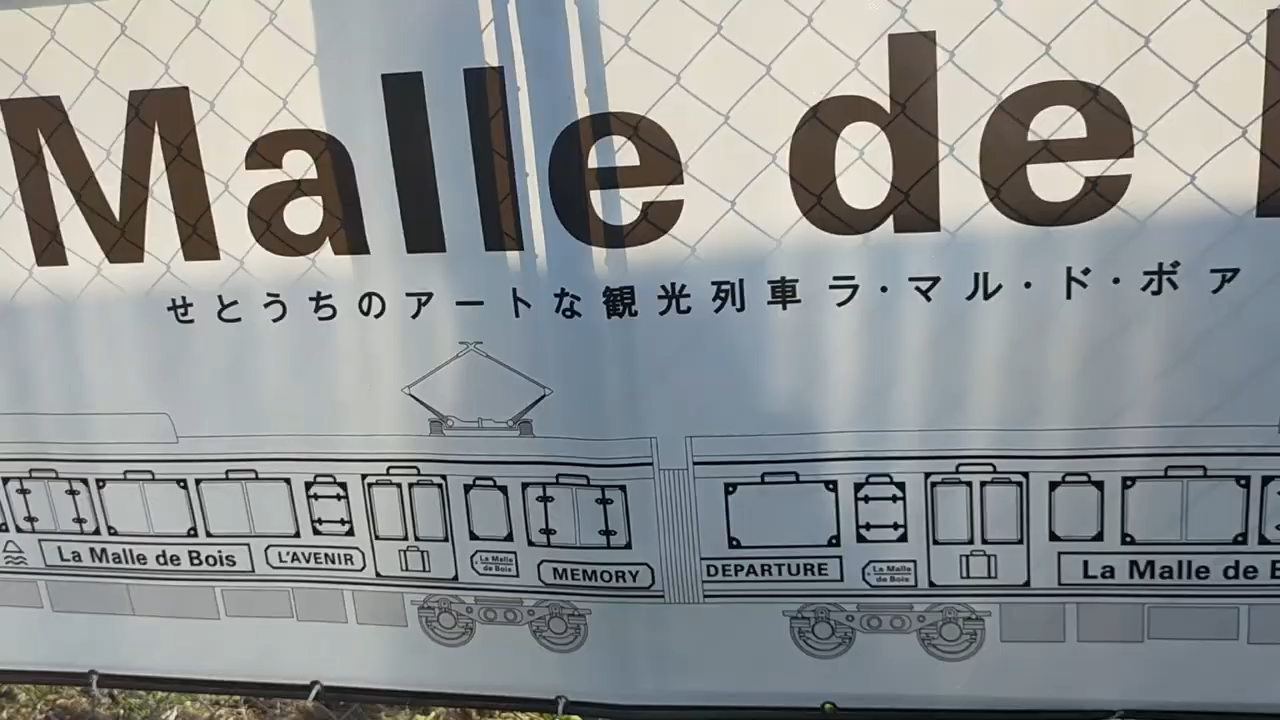 Malle de
せとうちのアートな観光列車 ラ・マル・ド・ボア
La Malle de Bois
L'AVENIR
La Malle de Bois
MEMORY
DEPARTURE
La Malle de Bois
La Malle de B